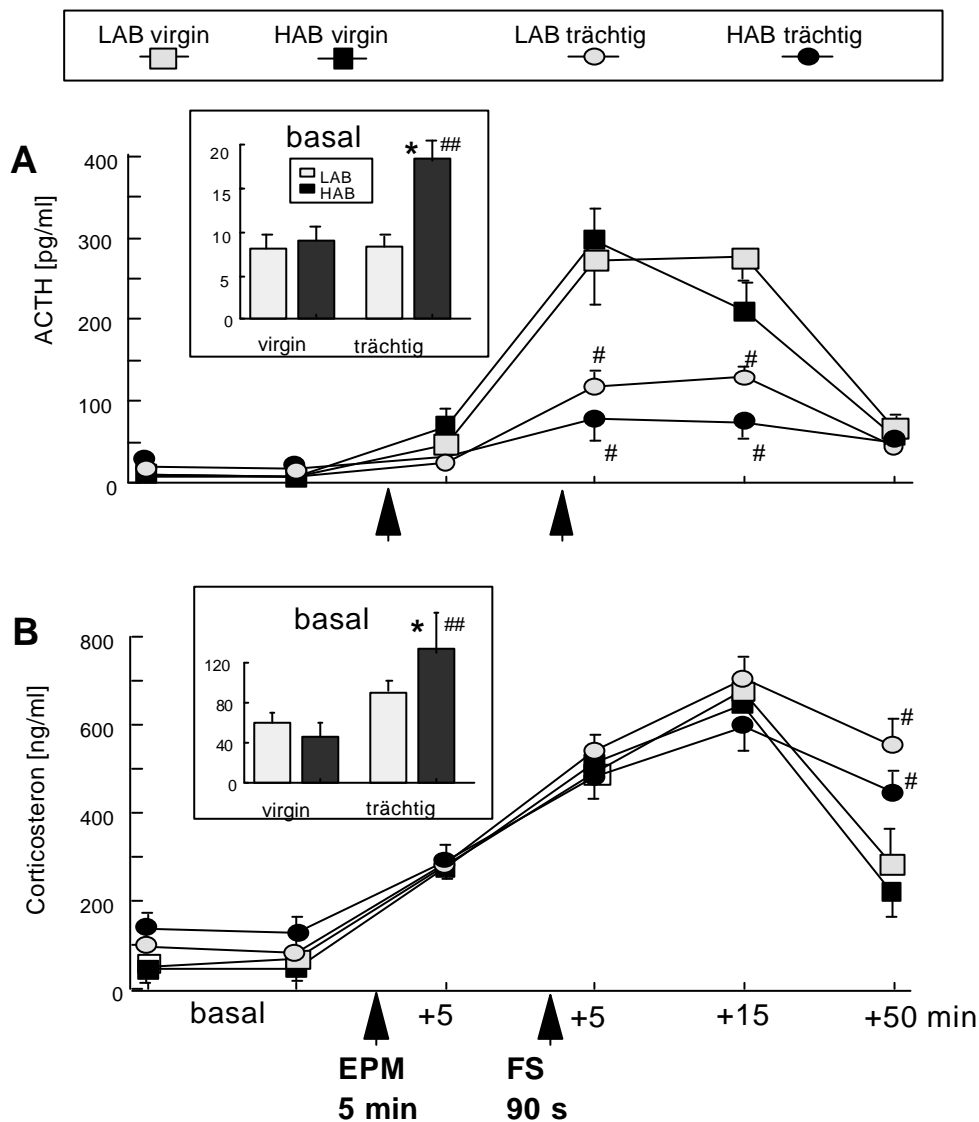 LAB virgin HAB virgin LAB trächtig HAB trächtig
A
ACTH [pg/ml]
400
300
200
100
0
basal
LAB
HAB
20
15
10
5
0
virgin trächtig
* ##
# #
# #
B
Corticosteron [ng/ml]
800
600
400
200
0
basal
120
80
40
0
virgin trächtig
* ##
#
#
basal +5 +5 +15 +50 min
EPM FS
5 min 90 s